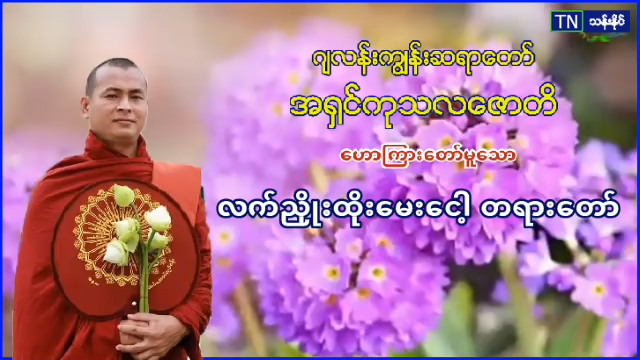 TN သန်းနိုင်
ဂျလန်းကျွန်းဆရာတော်
အရှင်ကုသလဇောတိ
ဟောကြားတော်မူသော
လက်ညှိုးထိုးမေးငေါ့ တရားတော်